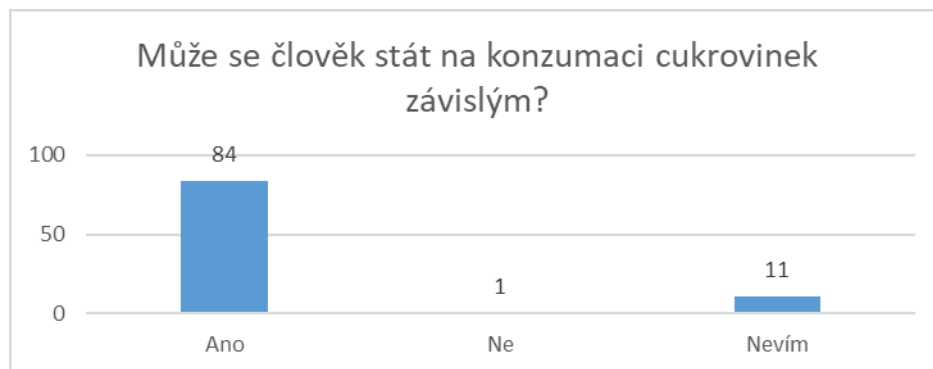 Může se člověk stát na konzumaci cukrovinek
závislým?
100
84
50
11
1
0
Ano Ne Nevím